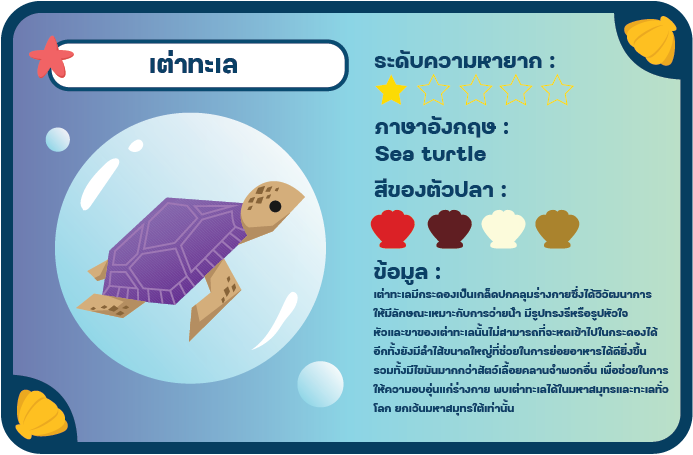 เต่าทะเล
ระดับความหายาก :
ภาษาอังกฤษ :
Sea turtle
สีของตัวปลา :
ข้อมูล :
เต่าทะเลมีกระดองเป็นเกล็ดปกคลุมร่างกายซึ่งได้วิวัฒนาการ
ให้มีลักษณะเหมาะกับการว่ายน้ำ มีรูปทรงรีหรือรูปหัวใจ
หัวและขาของเต่าทะเลนั้นไม่สามารถที่จะหดเข้าไปในกระดองได้
อีกทั้งยังมีลำไส้ขนาดใหญ่ที่ช่วยในการย่อยอาหารได้ดียิ่งขึ้น
รวมทั้งมีไขมันมากกว่าสัตว์เลื้อยคลานจำพวกอื่น เพื่อช่วยในการ
ให้ความอบอุ่นแก่ร่างกาย พบเต่าทะเลได้ในมหาสมุทรและทะเลทั่ว
โลก ยกเว้นมหาสมุทรใต้เท่านั้น